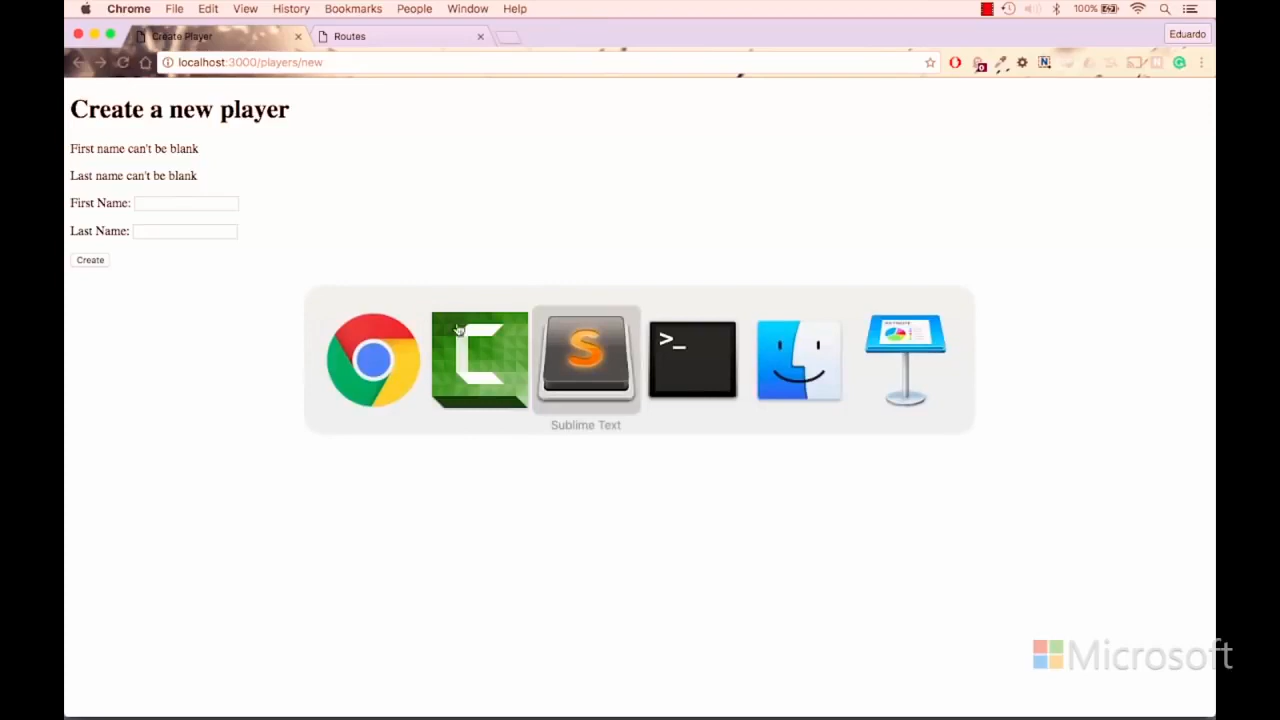 Chrome File Edit View History Bookmarks People Window Help 100%
Create Player Routes Eduardo
localhost:3000/players/new
Create a new player
First name can't be blank
Last name can't be blank
First Name:
Last Name:
Create
S
>_
Sublime Text
Microsoft